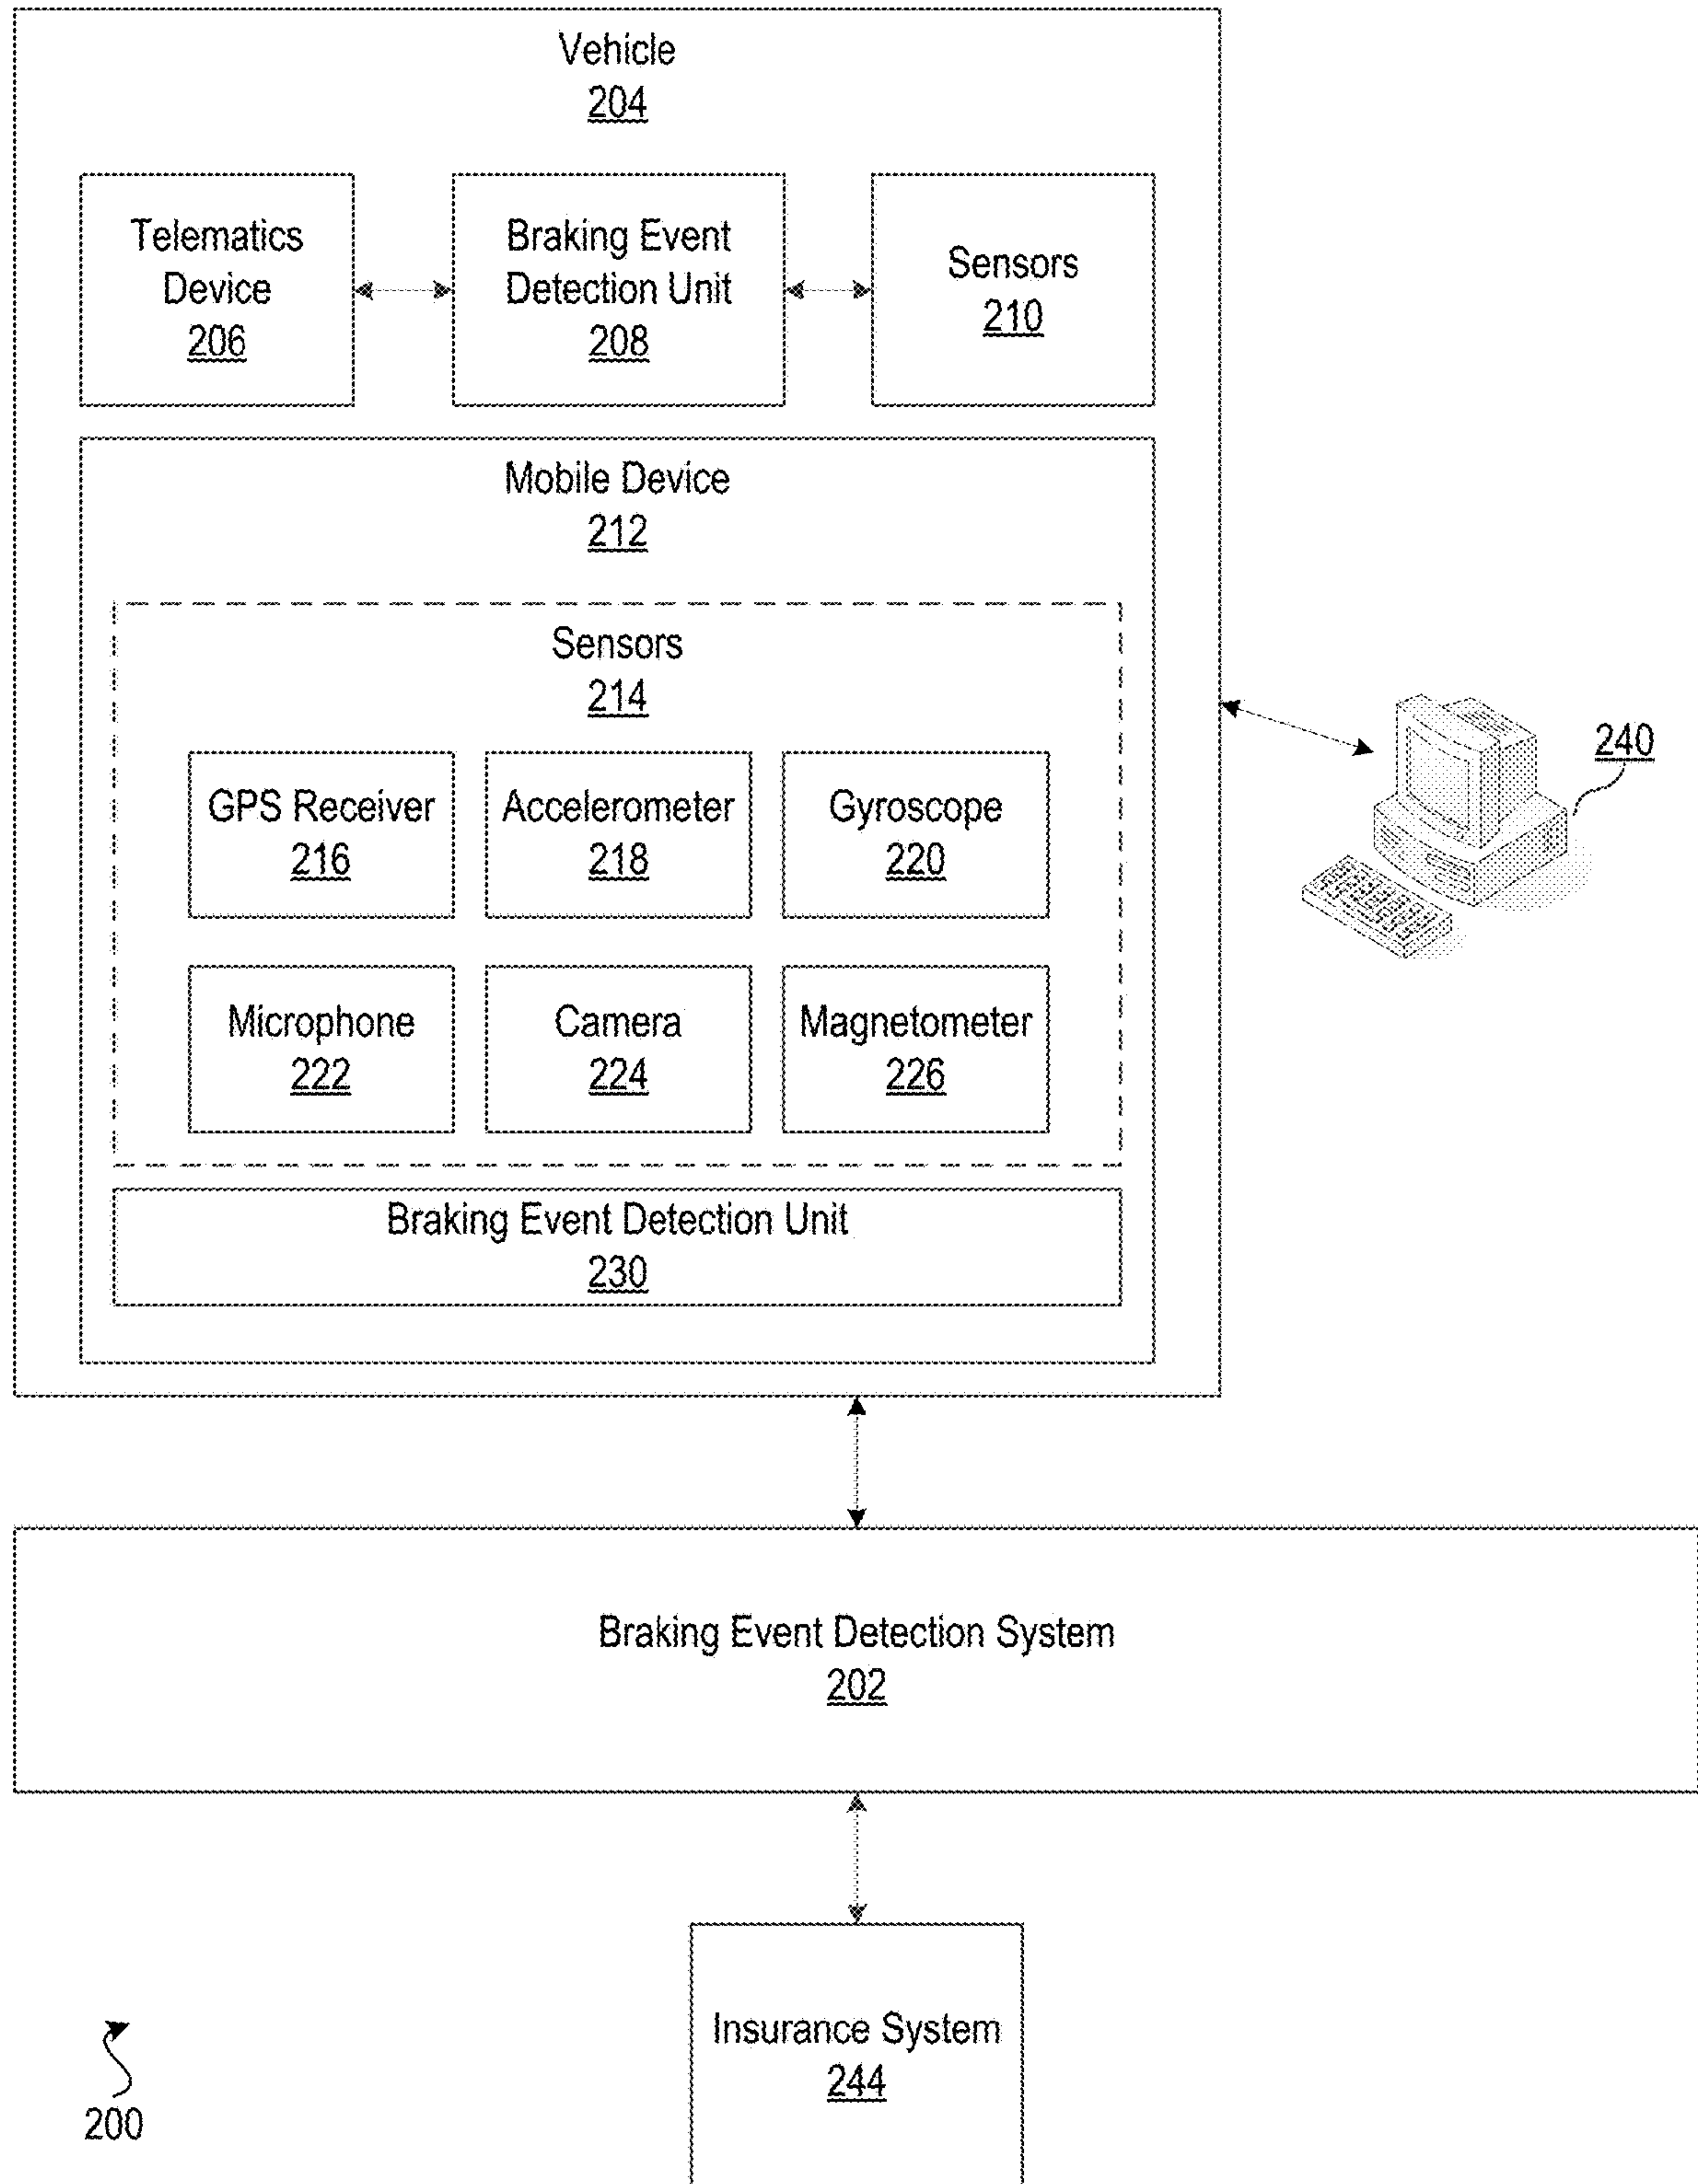 Vehicle
204
Telematics
Device
206
Braking Event
Detection Unit
208
Sensors
210
Mobile Device
212
Sensors
214
GPS Receiver
216
Accelerometer
218
Gyroscope
220
240
Microphone
222
Camera
224
Magnetometer
226
Braking Event Detection Unit
230
Braking Event Detection System
202
Insurance System
244
200